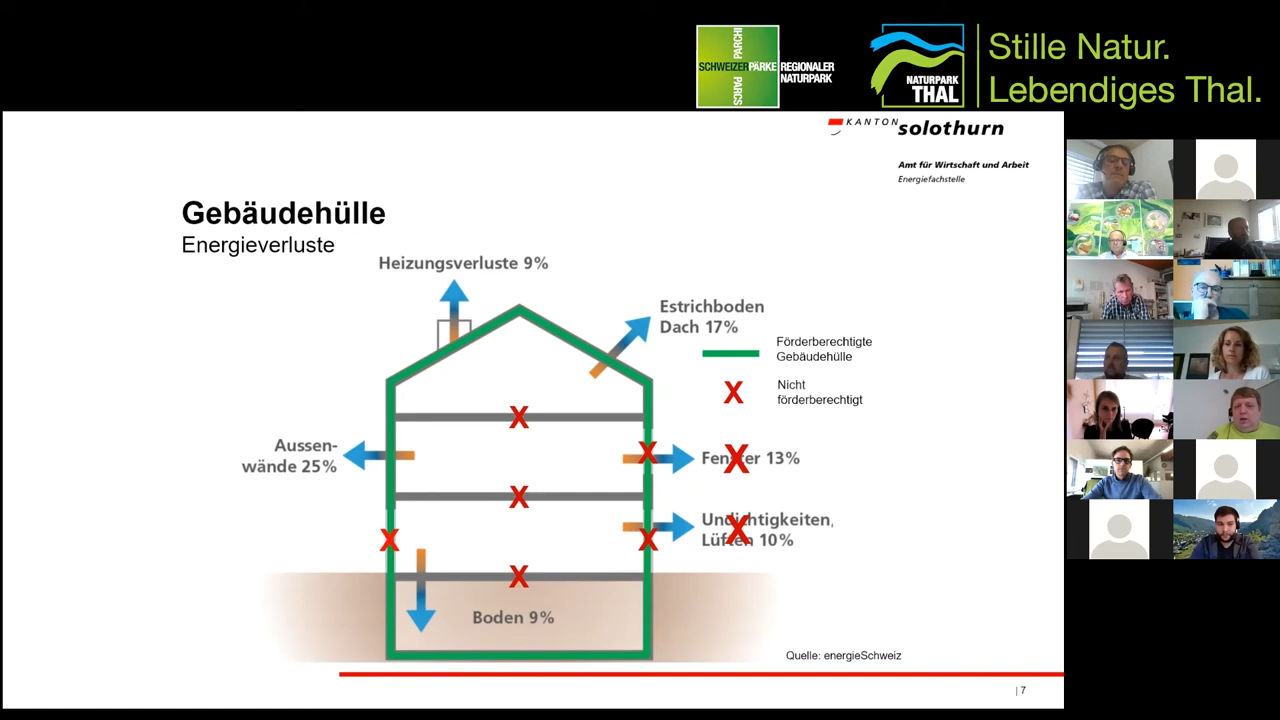 SCHWEIZER PÄRKE
PARCHI
PARCS
REGIONALER
NATURPARK
NATURPARK
THAL
Stille Natur.
Lebendiges Thal.
KANTON solothurn
Amt für Wirtschaft und Arbeit
Energiefachstelle
Gebäudehülle
Energieverluste
Heizungsverluste 9%
Estrichboden
Dach 17%
Förderberechtigte
Gebäudehülle
X Nicht
förderberechtigt
X
Aussen-
wände 25%
X
Fenster 13%
X
X
Undichtigkeiten,
Lüften 10%
X
X
X
X
Boden 9%
Quelle: energieSchweiz
| 7